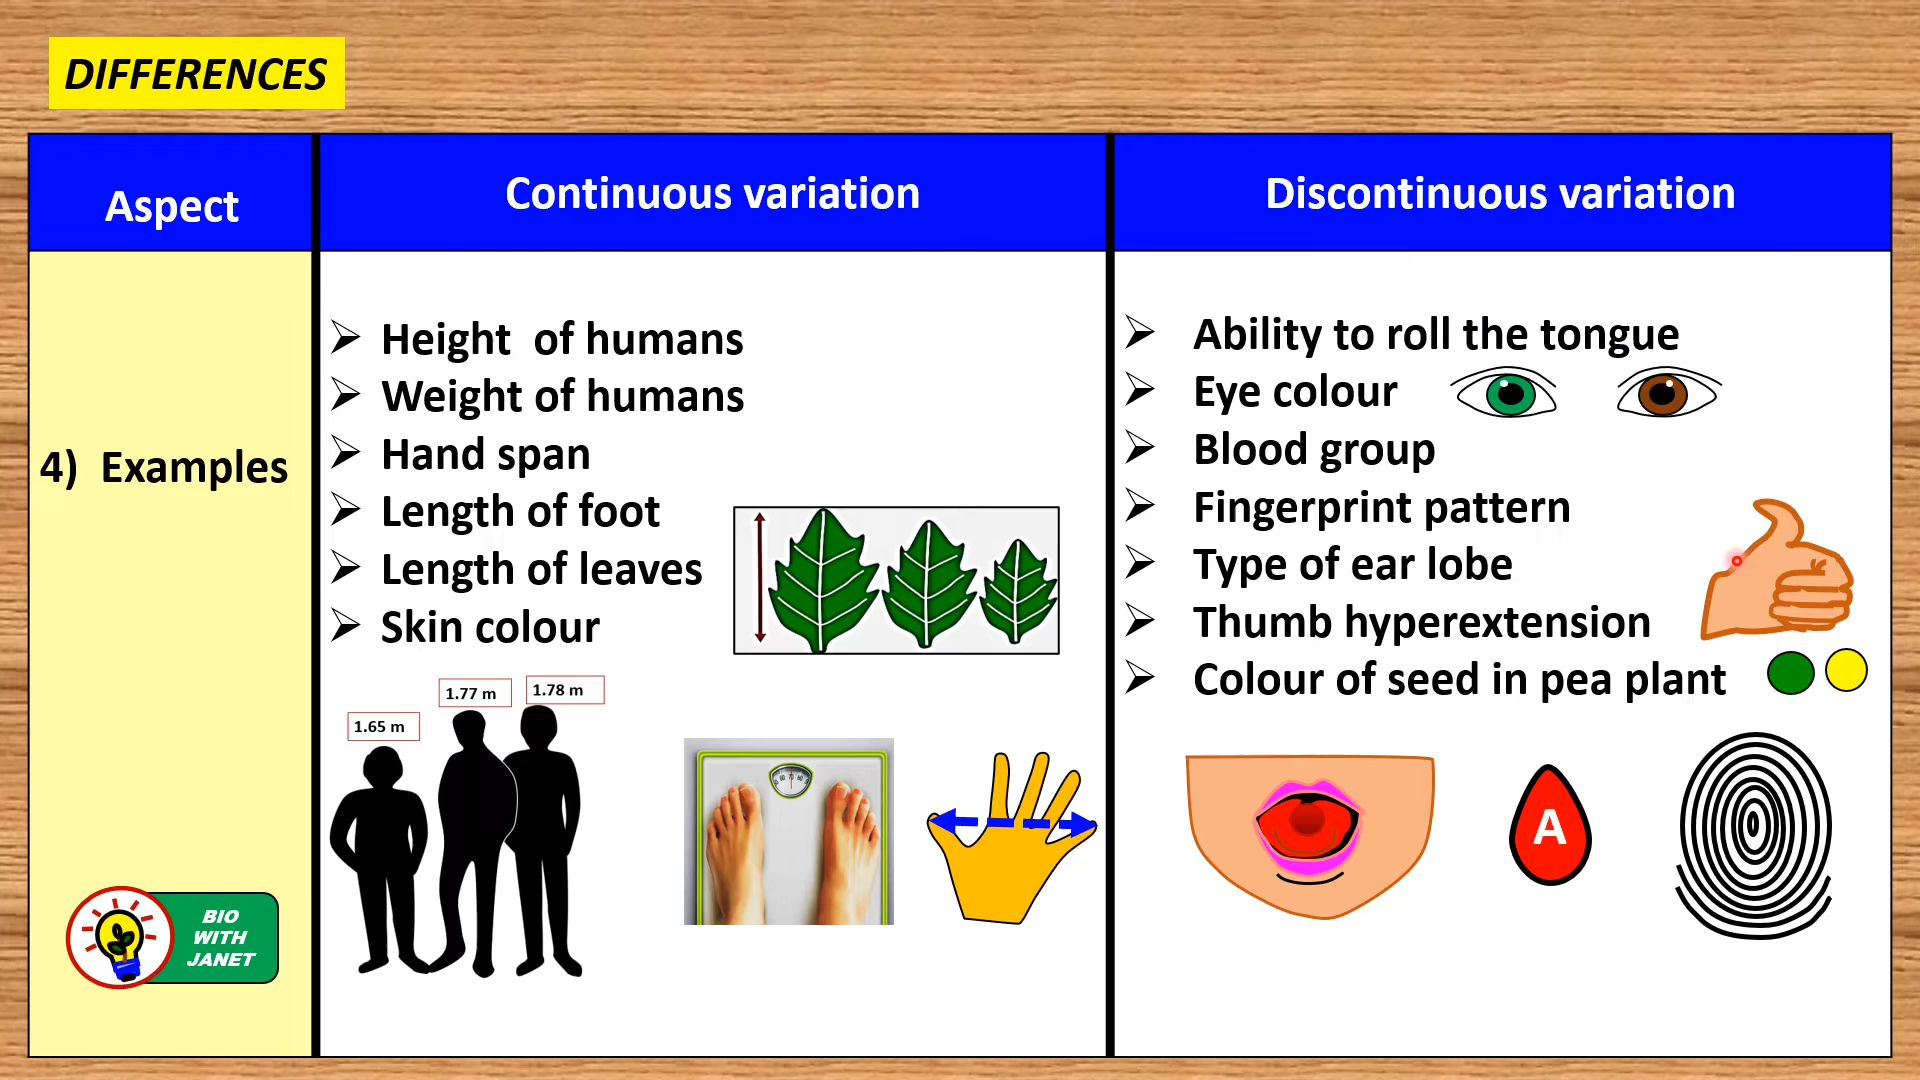 DIFFERENCES
Aspect
Continuous variation
Discontinuous variation
4) Examples
Height of humans
Weight of humans
Hand span
Length of foot
Length of leaves
Skin colour
1.65 m
1.77 m
1.78 m
Ability to roll the tongue
Eye colour
Blood group
Fingerprint pattern
Type of ear lobe
Thumb hyperextension
Colour of seed in pea plant
A
BIO
WITH
JANET